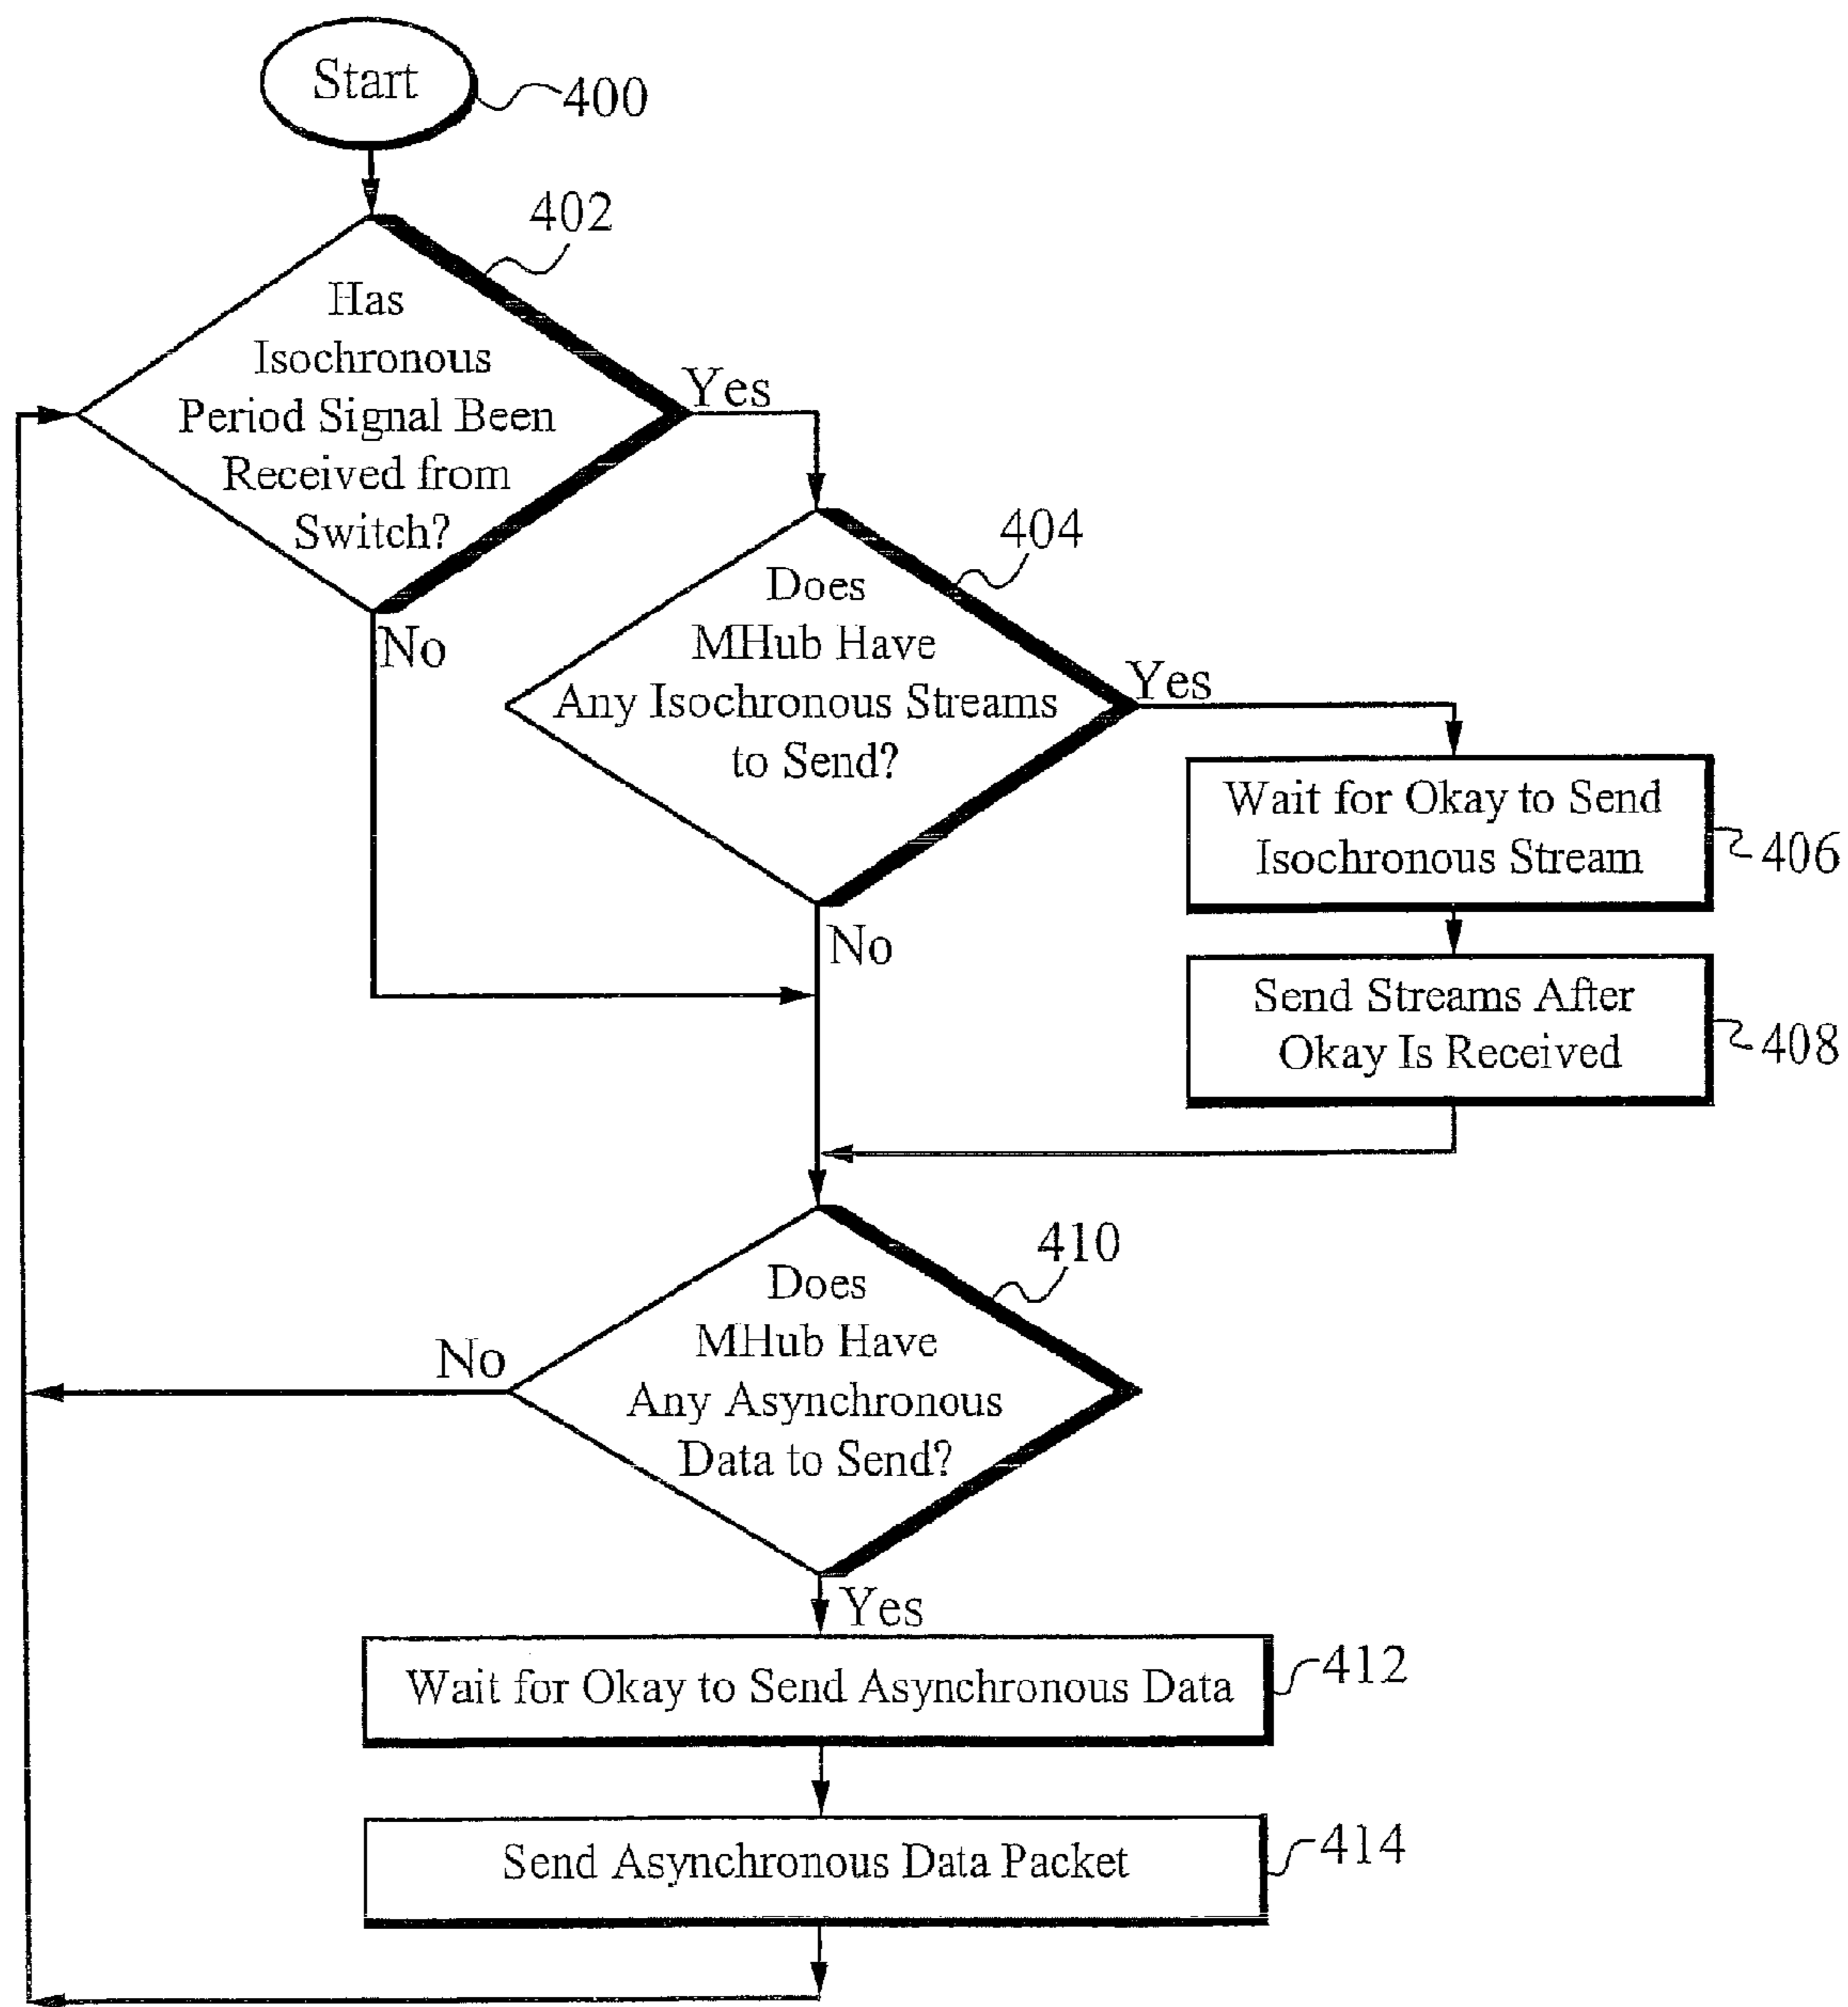 Start
400
402
Has
Isochronous
Period Signal Been
Received from
Switch?
Yes
No
404
Does
MHub Have
Any Isochronous Streams
to Send?
Yes
No
Wait for Okay to Send
Isochronous Stream
406
Send Streams After
Okay Is Received
408
410
Does
MHub Have
Any Asynchronous
Data to Send?
No
Yes
Wait for Okay to Send Asynchronous Data
412
Send Asynchronous Data Packet
414